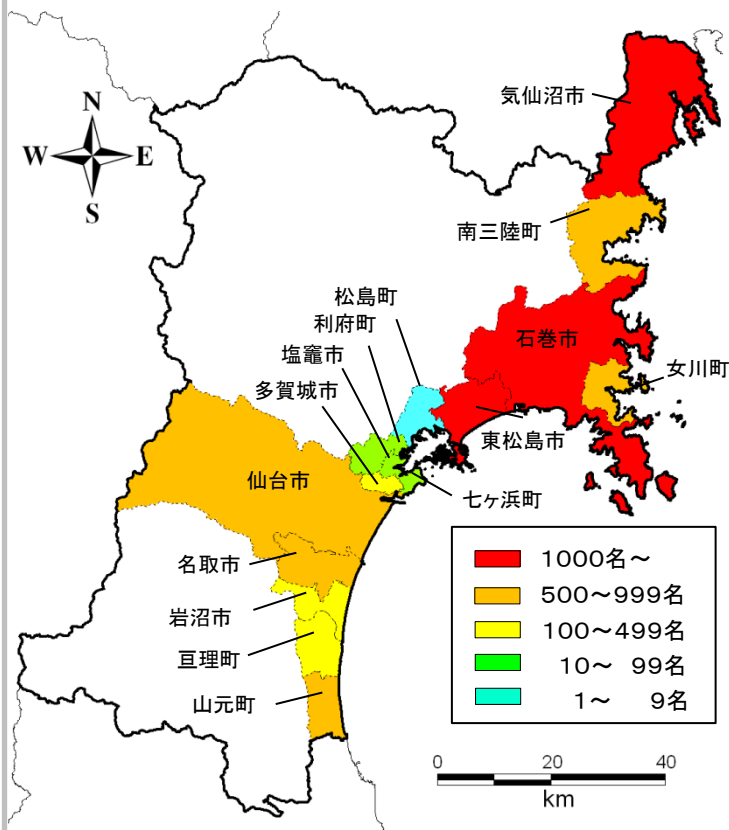 気仙沼市
N
W E
S
南三陸町
松島町
利府町
石巻市
塩竈市
女川町
多賀城市
東松島市
仙台市
七ヶ浜町
名取市
岩沼市
亘理町
山元町
1000名～
500～999名
100～499名
10～ 99名
1～ 9名
0 20 40
km